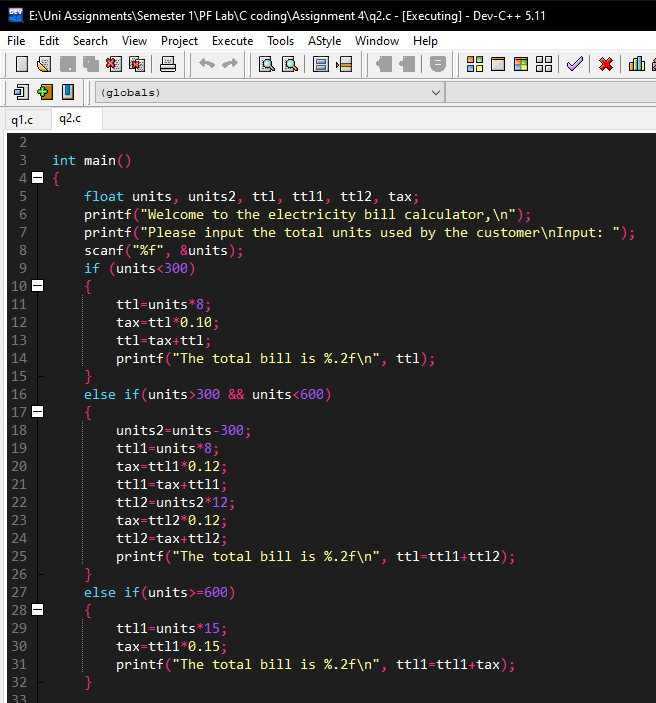 E:\Uni Assignments\Semester 1\PF Lab\C coding\Assignment 4\q2.c - [Executing] - Dev-C++ 5.11
File Edit Search View Project Execute Tools AStyle Window Help
(globals)
q1.c q2.c
2
3 int main()
4 {
5 float units, units2, ttl, ttl1, ttl2, tax;
6 printf("Welcome to the electricity bill calculator,\n");
7 printf("Please input the total units used by the customer\nInput: ");
8 scanf("%f", &units);
9 if (units<300)
10 {
11 ttl=units*8;
12 tax=ttl*0.10;
13 ttl=tax+ttl;
14 printf("The total bill is %.2f\n", ttl);
15 }
16 else if(units>300 && units<600)
17 {
18 units2=units-300;
19 ttl1=units*8;
20 tax=ttl1*0.12;
21 ttl1=tax+ttl1;
22 ttl2=units2*12;
23 tax=ttl2*0.12;
24 ttl2=tax+ttl2;
25 printf("The total bill is %.2f\n", ttl=ttl1+ttl2);
26 }
27 else if(units>=600)
28 {
29 ttl1=units*15;
30 tax=ttl1*0.15;
31 printf("The total bill is %.2f\n", ttl1=ttl1+tax);
32 }
33